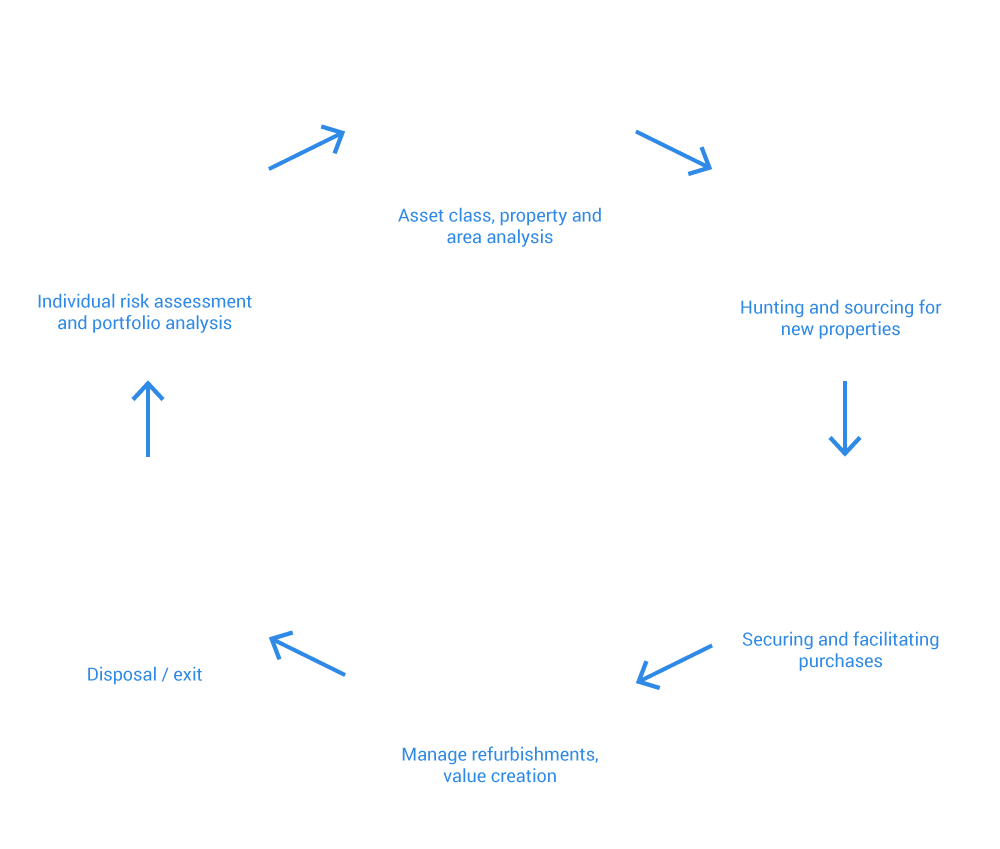 Asset class, property and
area analysis
Individual risk assessment
and portfolio analysis
Hunting and sourcing for
new properties
Securing and facilitating
purchases
Disposal / exit
Manage refurbishments,
value creation